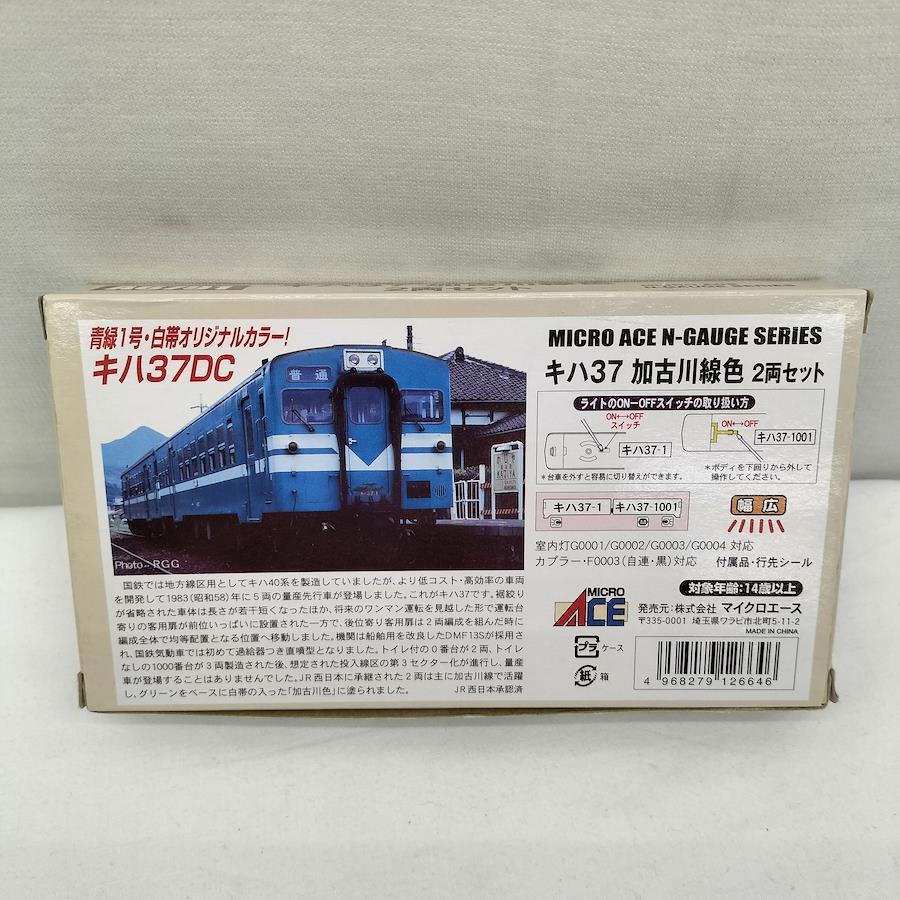 青緑1号・白帯オリジナルカラー!
キハ37DC
普通
Photo-RGG
国鉄では地方線区用としてキハ40系を製造していましたが、より低コスト・高効率の車両
を開発して1983(昭和58)年に5両の量産先行車が登場しました。これがキハ37です。裾絞り
が省略された車体は長さが若干短くなったほか、将来のワンマン運転を見越した形で運転台
寄りの客用扉が前位いっぱいに設置された一方で、後位寄り客用扉は2両編成を組んだ時に
編成全体で均等配置となる位置へ移動しました。機関は船舶用を改良したDMF13Sが採用さ
れ、国鉄気動車では初めて過給器つき直噴型となりました。トイレ付の0番台が2両、トイレ
なしの1000番台が3両製造された後、想定された投入線区の第3セクター化が進行し、量産
車が登場することはありませんでした。JR西日本に承継された2両は主に加古川線で活躍
し、グリーンをベースに白帯の入った「加古川色」に塗られました。
JR西日本承認済
MICRO ACE N-GAUGE SERIES
キハ37 加古川線色 2両セット
ライトのON-OFFスイッチの取り扱い方
ON←→OFF
スイッチ
キハ37-1
*台車を外すと容易に切り替えができます。
ON←→OFF
キハ37-1001
*ボディを下回りから外して
操作してください。
キハ37-1
キハ37-1001
幅広
室内灯G0001/G0002/G0003/G0004 対応
カプラー・F0003(自連・黒)対応 付属品・行先シール
対象年齢:14歳以上
MICRO
ACE
発売元:株式会社 マイクロエース
〒335-0001 埼玉県ワラビ市北町5-11-2
MADE IN CHINA
プラ ケース
紙 箱
4 968279 126646